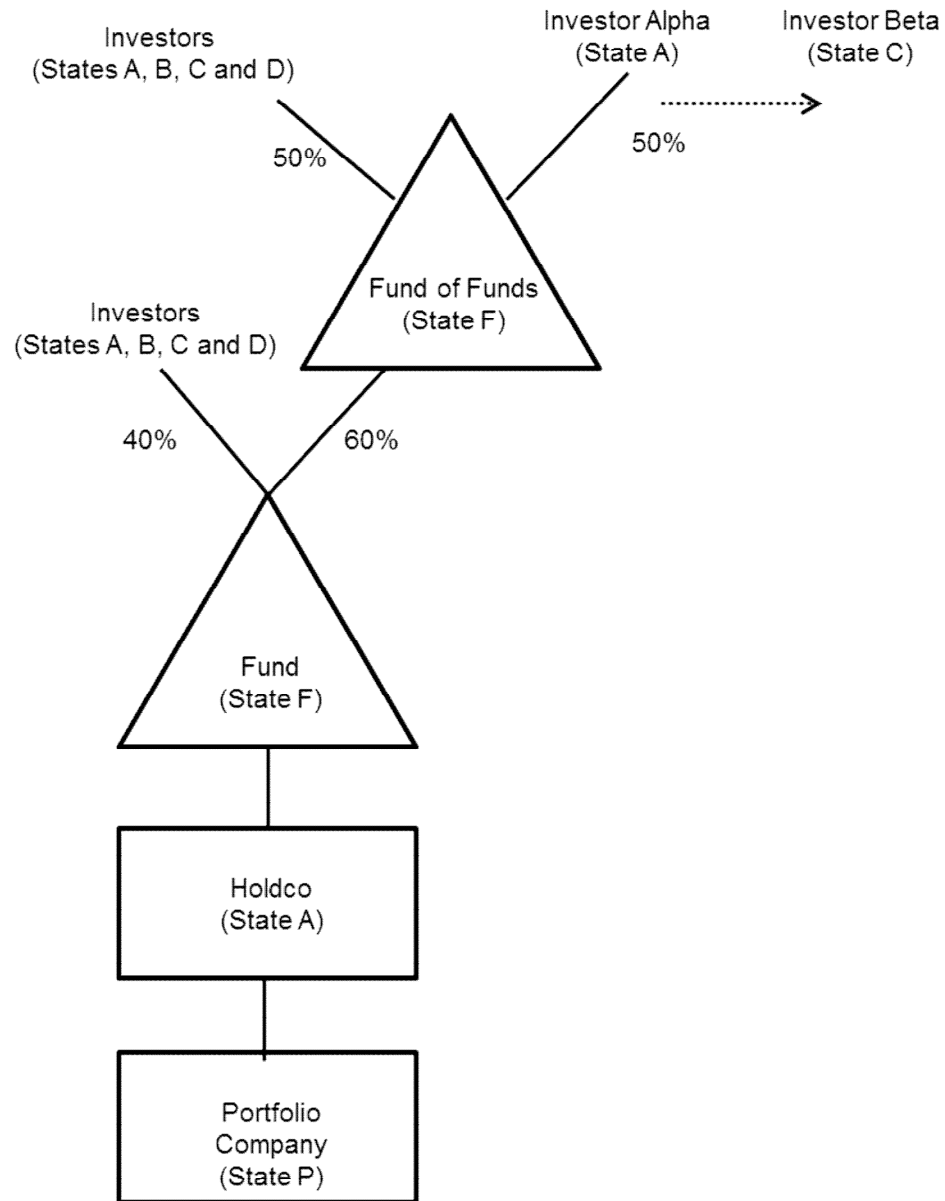 Investors
(States A, B, C and D)
Investor Alpha
(State A)
Investor Beta
(State C)
50%
50%
Fund of Funds
(State F)
Investors
(States A, B, C and D)
40%
60%
Fund
(State F)
Holdco
(State A)
Portfolio
Company
(State P)